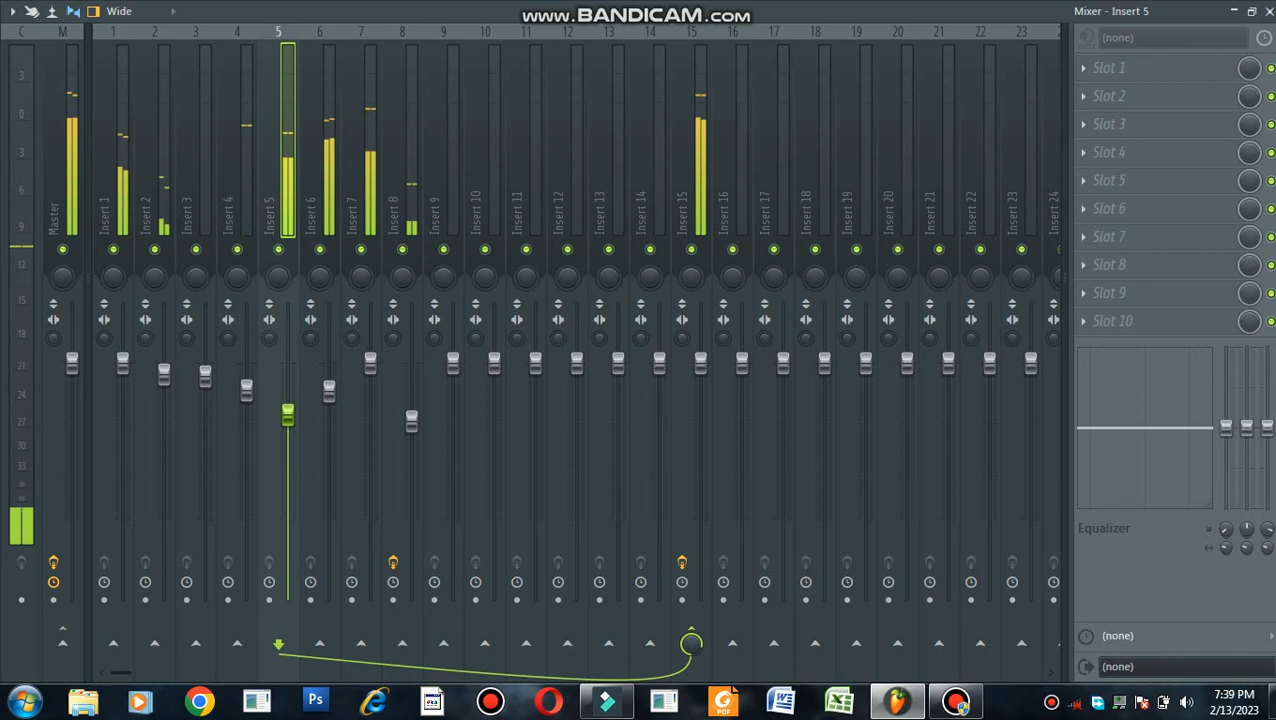 Wide
www.BANDICAM.com
Mixer - Insert 5
C M 1 2 3 4 5 6 7 8 9 10 11 12 13 14 15 16 17 18 19 20 21 22 23
(none)
3
0
3
6
9
12
15
18
21
24
27
30
33
Master
Insert 1
Insert 2
Insert 3
Insert 4
Insert 5
Insert 6
Insert 7
Insert 8
Insert 9
Insert 10
Insert 11
Insert 12
Insert 13
Insert 14
Insert 15
Insert 16
Insert 17
Insert 18
Insert 19
Insert 20
Insert 21
Insert 22
Insert 23
Insert 24
Slot 1
Slot 2
Slot 3
Slot 4
Slot 5
Slot 6
Slot 7
Slot 8
Slot 9
Slot 10
Equalizer
(none)
(none)
Ps
PDF
7:39 PM
2/13/2023